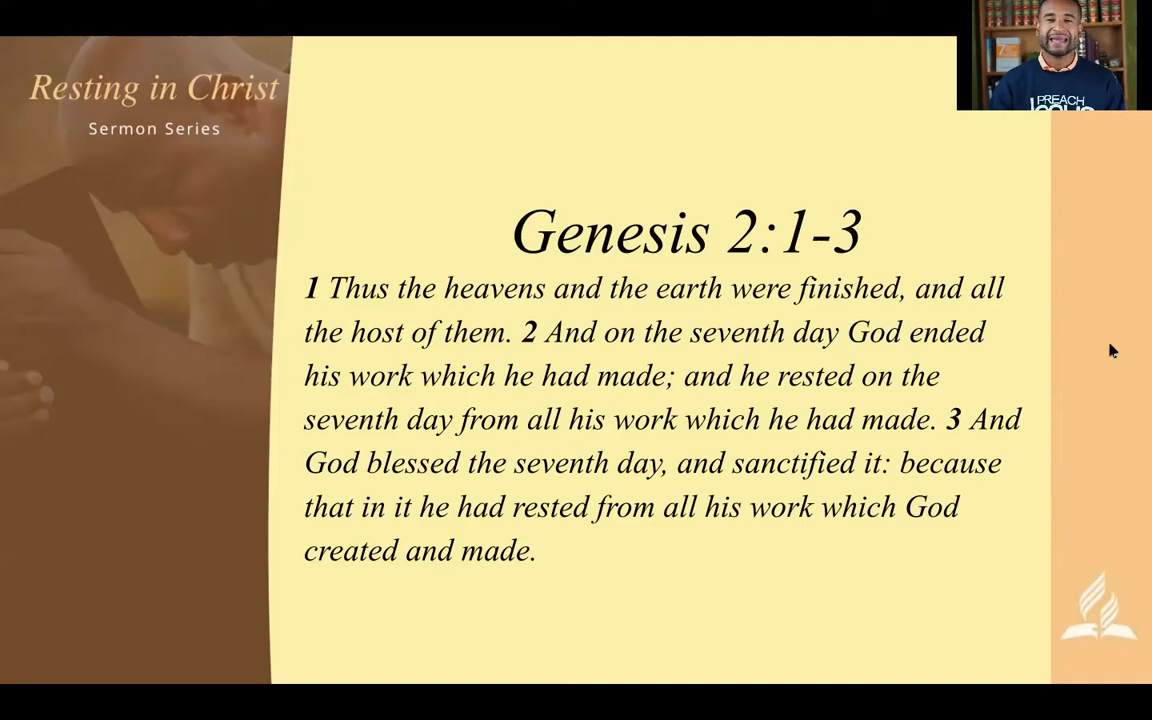 Resting in Christ
Sermon Series
PREACH
Genesis 2:1-3
1 Thus the heavens and the earth were finished, and all
the host of them. 2 And on the seventh day God ended
his work which he had made; and he rested on the
seventh day from all his work which he had made. 3 And
God blessed the seventh day, and sanctified it: because
that in it he had rested from all his work which God
created and made.